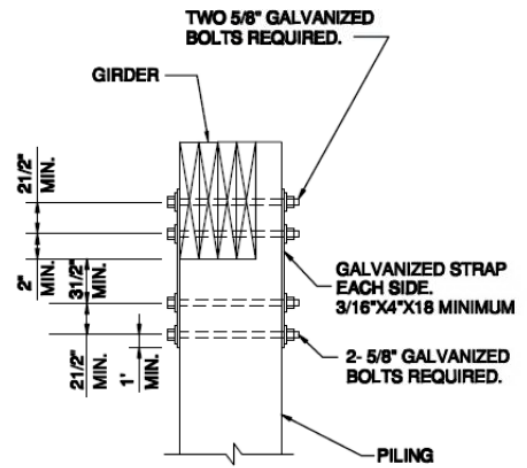 TWO 5/8" GALVANIZED
BOLTS REQUIRED.
GIRDER
21/2"
MIN.
2"
MIN.
31/2"
MIN.
21/2"
MIN.
1'
MIN.
GALVANIZED STRAP
EACH SIDE.
3/16"X4"X18 MINIMUM
2- 5/8" GALVANIZED
BOLTS REQUIRED.
PILING